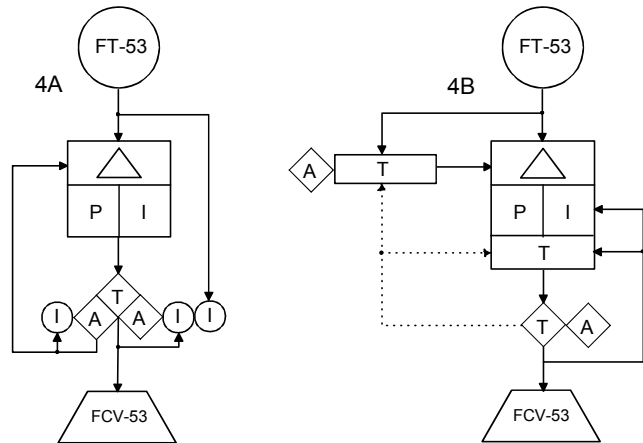 FT-53
4A
P I
T
I A A I I
FCV-53
FT-53
4B
A T
P I
T
T A
FCV-53